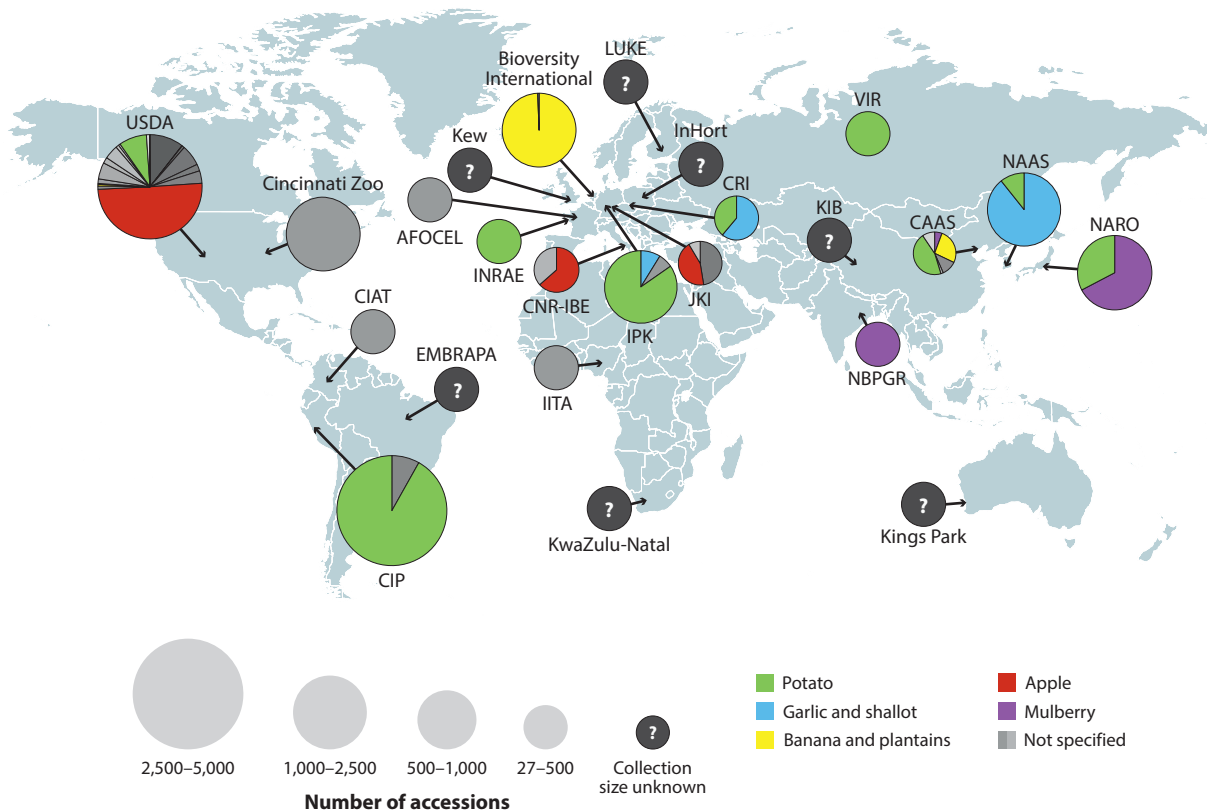 LUKE
Bioversity
International
VIR
USDA
Kew
?
?
InHort
?
NAAS
Cincinnati Zoo
CRI
KIB
CAAS
NARO
AFOCEL
?
INRAE
CNR-IBE
JKI
IPK
CIAT
NBPGR
EMBRAPA
?
IITA
?
?
KwaZulu-Natal
Kings Park
CIP
?
2,500–5,000
1,000–2,500
500–1,000
27–500
Collection
size unknown
Number of accessions
Potato
Garlic and shallot
Banana and plantains
Apple
Mulberry
Not specified